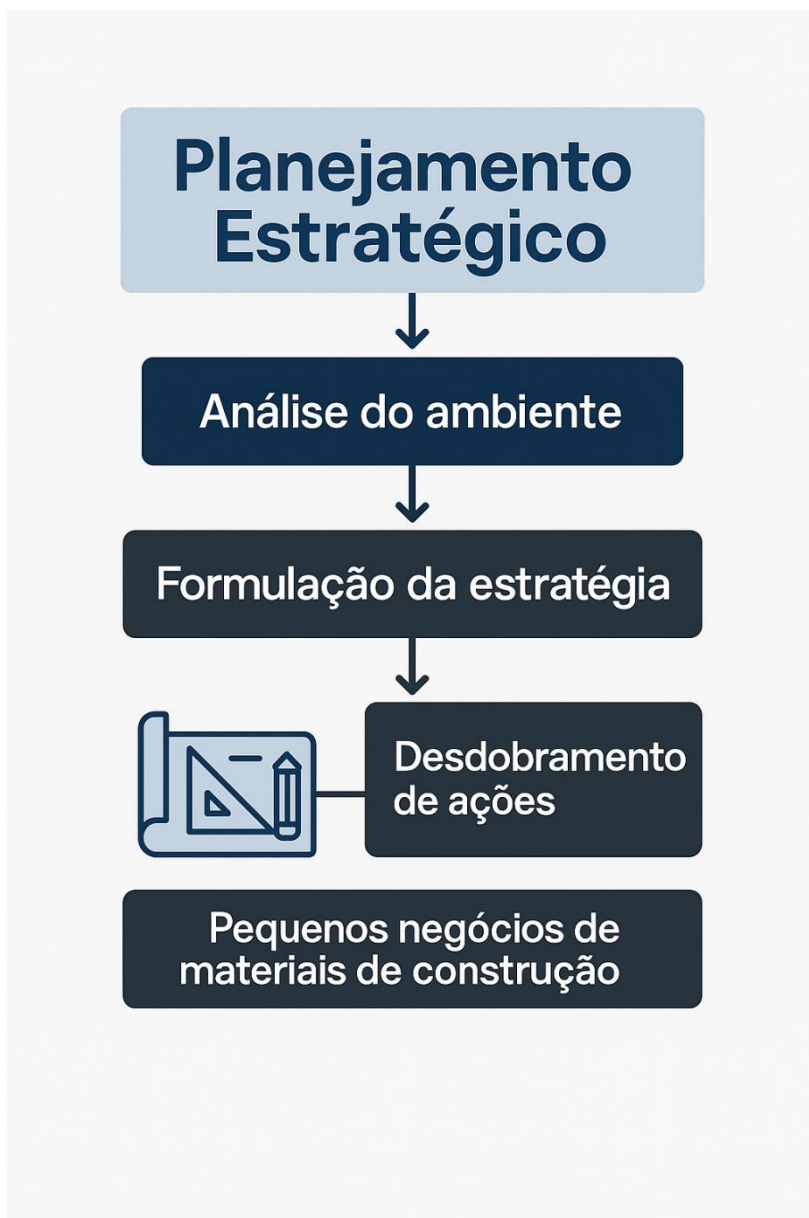 Planejamento
Estratégico
Análise do ambiente
Formulação da estratégia
Desdobramento
de ações
Pequenos negócios de
materiais de construção